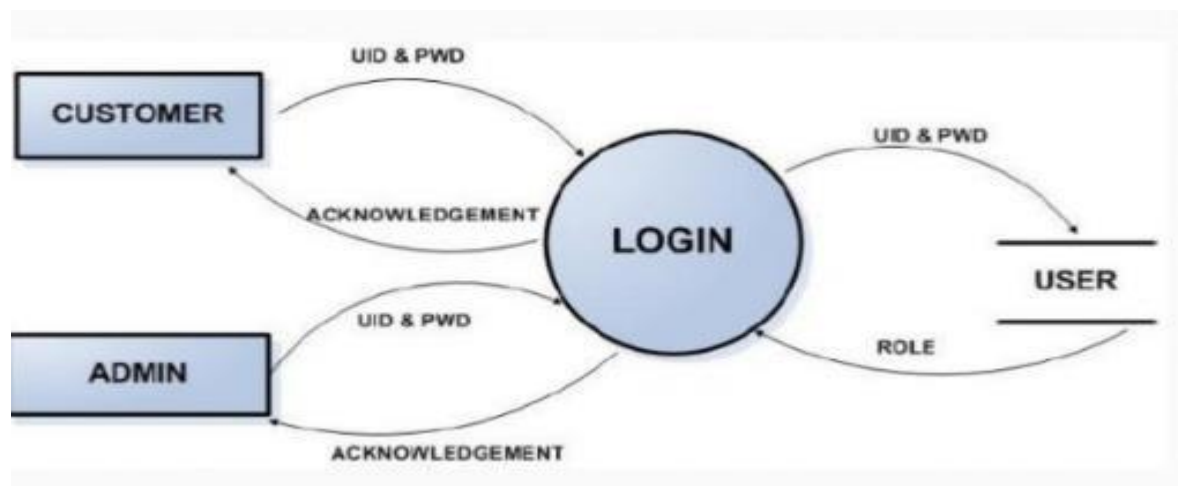 UID & PWD
CUSTOMER
UID & PWD
ACKNOWLEDGEMENT
LOGIN
USER
UID & PWD
ROLE
ADMIN
ACKNOWLEDGEMENT